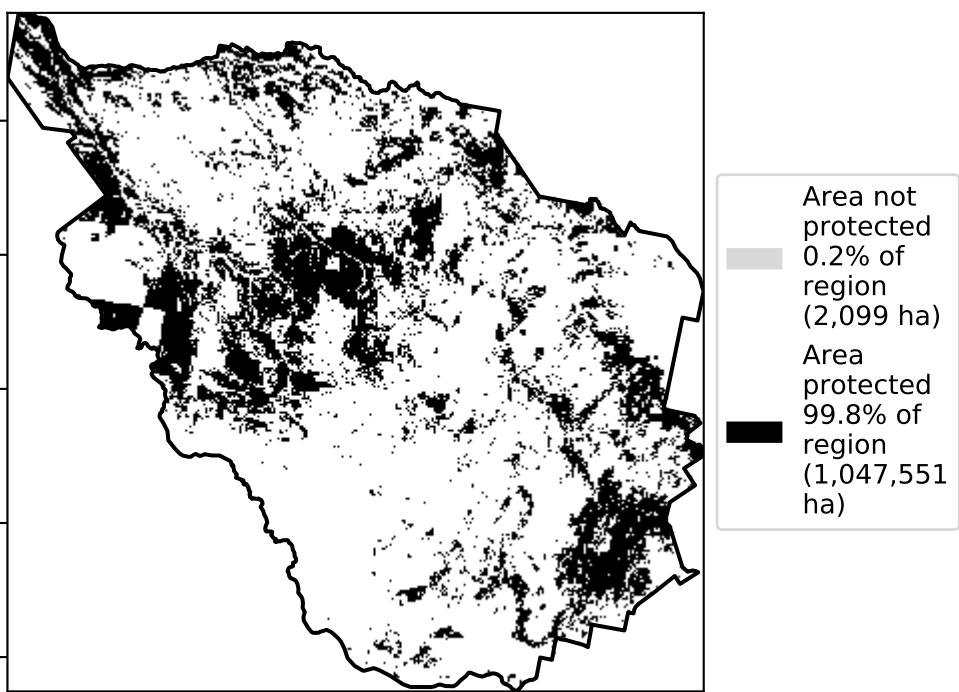 Area not
protected
0.2% of
region
(2,099 ha)
Area
protected
99.8% of
region
(1,047,551
ha)